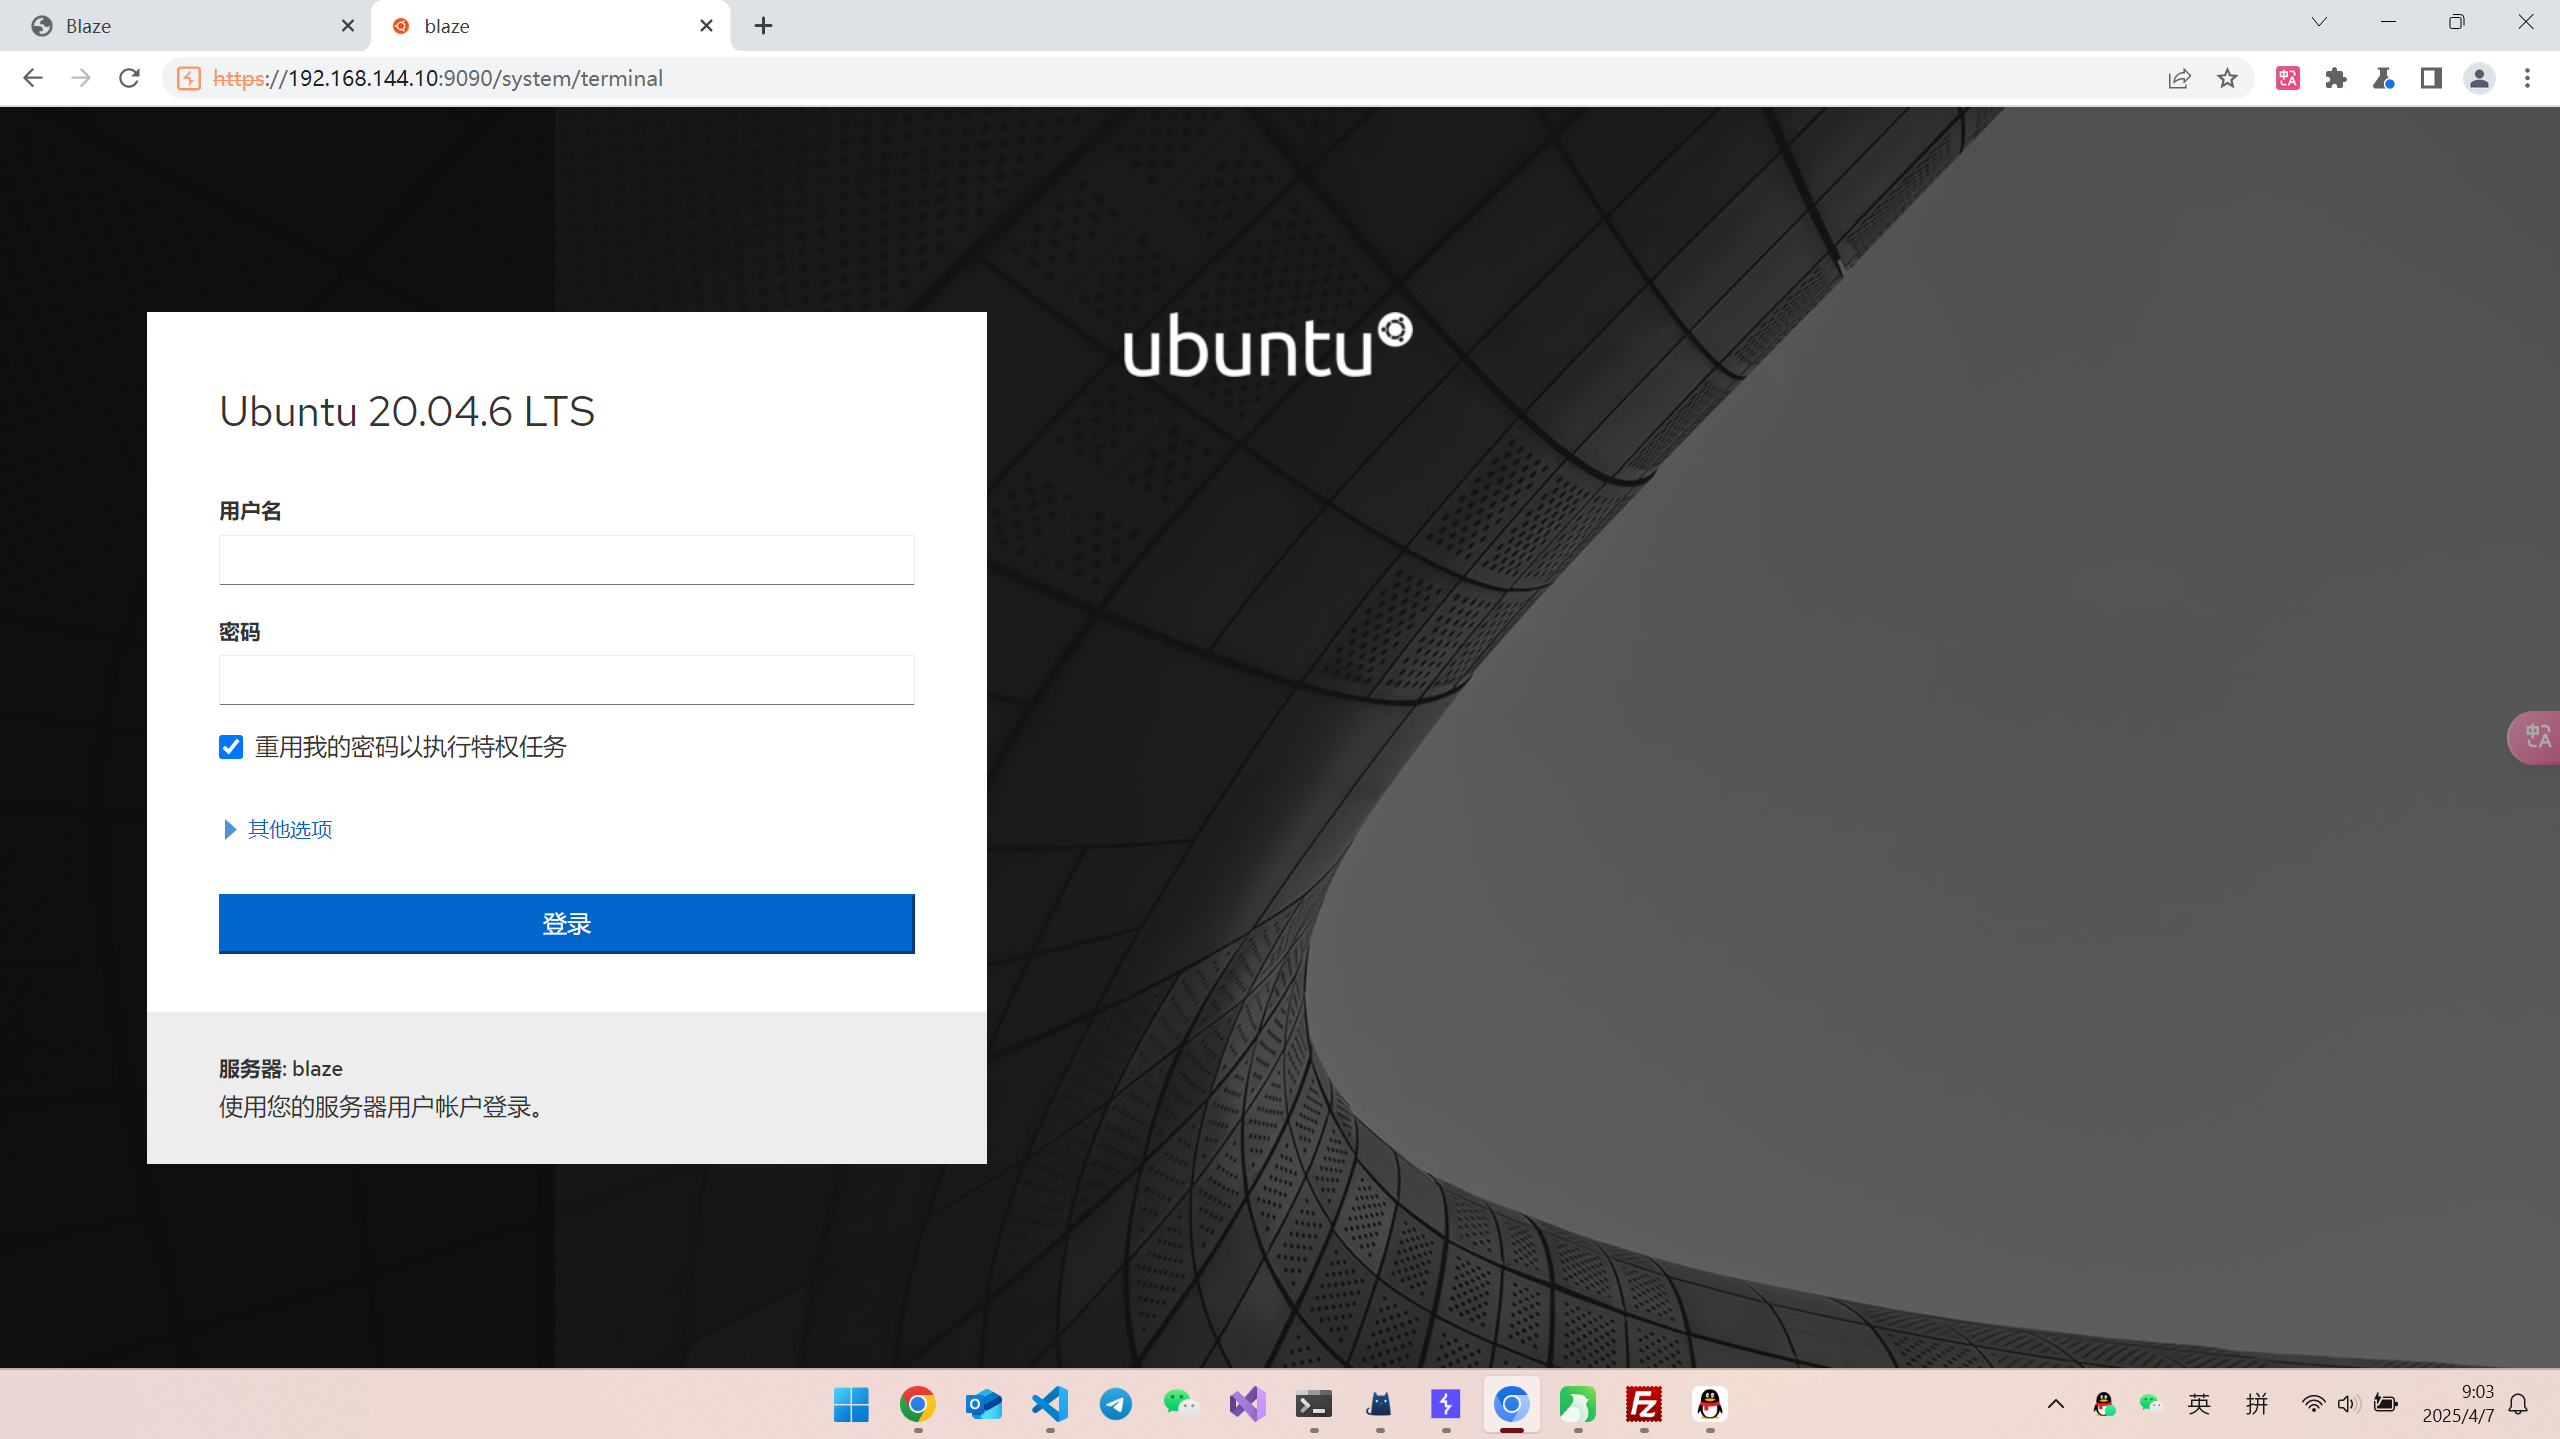 Blaze
blaze
https://192.168.144.10:9090/system/terminal
ubuntu
Ubuntu 20.04.6 LTS
用户名
密码
重用我的密码以执行特权任务
其他选项
登录
服务器: blaze
使用您的服务器用户帐户登录。
英
拼
9:03
2025/4/7